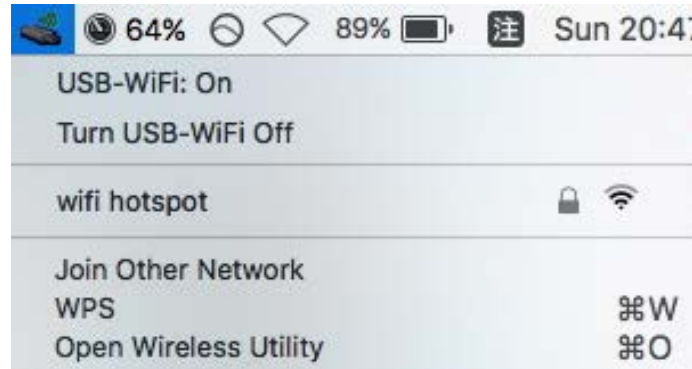 64% 89% 注 Sun 20:47
USB-WiFi: On
Turn USB-WiFi Off
wifi hotspot
Join Other Network
WPS ⌘W
Open Wireless Utility ⌘O